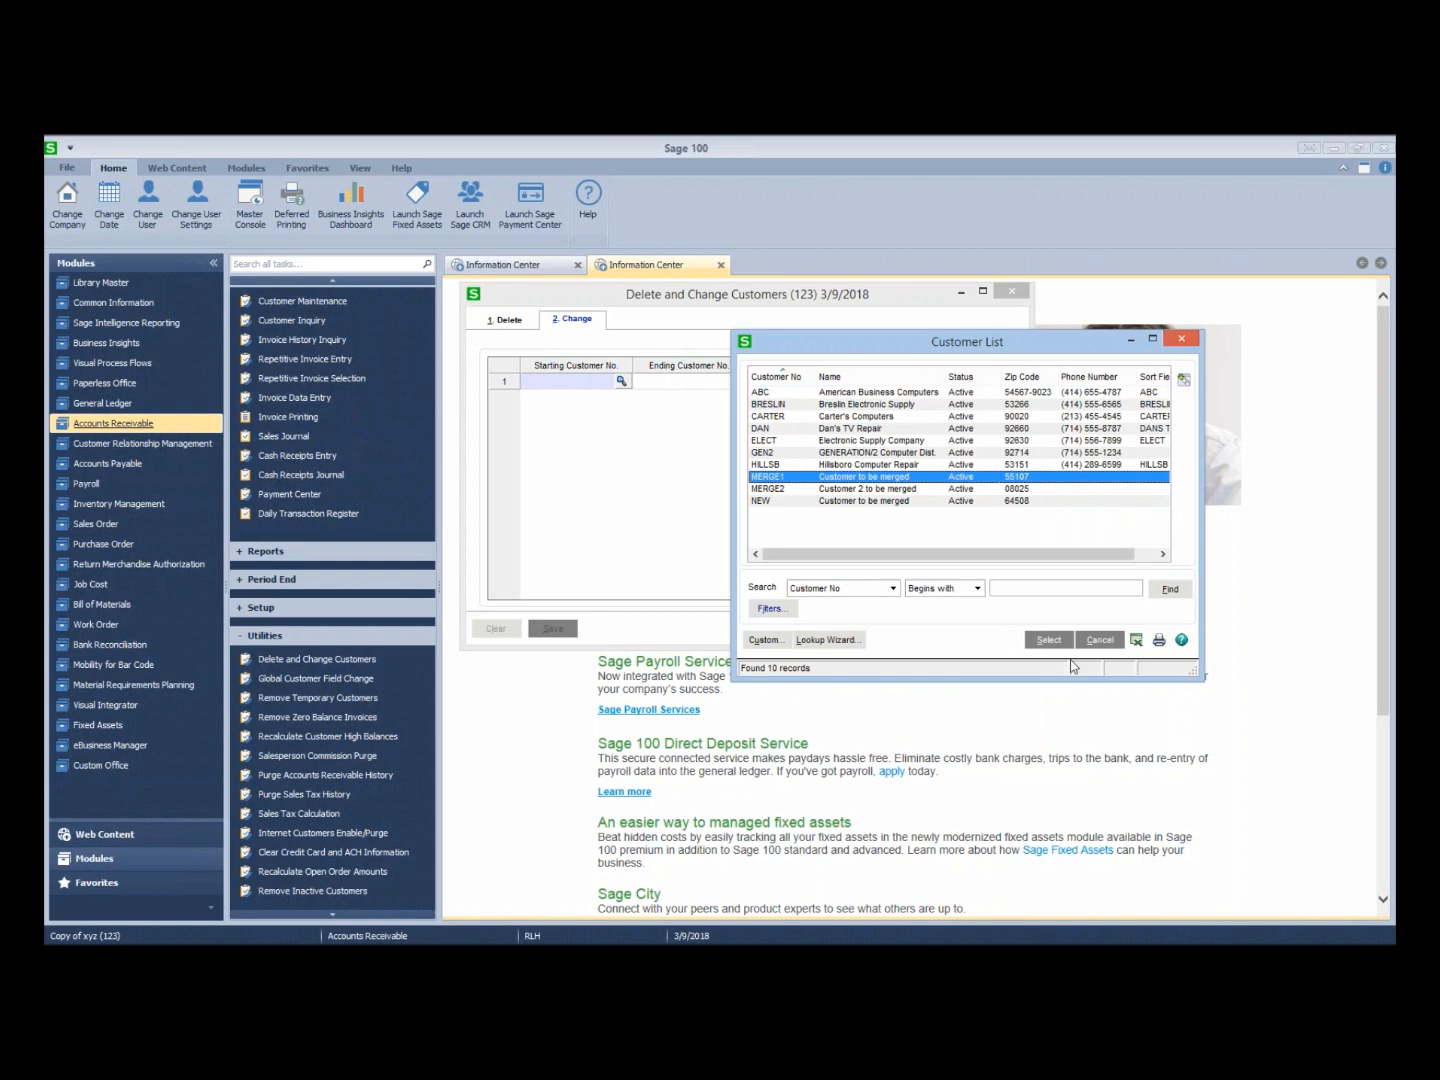 Sage 100
File Home Web Content Modules Favorites View Help
Change Company
Change Date
Change User
Change User Settings
Master Console
Deferred Printing
Business Insights Dashboard
Launch Sage Fixed Assets
Launch Sage CRM
Launch Sage Payment Center
Help
Modules
Library Master
Common Information
Sage Intelligence Reporting
Business Insights
Visual Process Flows
Paperless Office
General Ledger
Accounts Receivable
Customer Relationship Management
Accounts Payable
Payroll
Inventory Management
Sales Order
Purchase Order
Return Merchandise Authorization
Job Cost
Bill of Materials
Work Order
Bank Reconciliation
Mobility for Bar Code
Material Requirements Planning
Visual Integrator
Fixed Assets
eBusiness Manager
Custom Office
Web Content
Modules
Favorites
Search all tasks...
Customer Maintenance
Customer Inquiry
Invoice History Inquiry
Repetitive Invoice Entry
Repetitive Invoice Selection
Invoice Data Entry
Invoice Printing
Sales Journal
Cash Receipts Entry
Cash Receipts Journal
Payment Center
Daily Transaction Register
+ Reports
+ Period End
+ Setup
- Utilities
Delete and Change Customers
Global Customer Field Change
Remove Temporary Customers
Remove Zero Balance Invoices
Recalculate Customer High Balances
Salesperson Commission Purge
Purge Accounts Receivable History
Purge Sales Tax History
Sales Tax Calculation
Internet Customers Enable/Purge
Clear Credit Card and ACH Information
Recalculate Open Order Amounts
Remove Inactive Customers
Information Center
Information Center
Delete and Change Customers (123) 3/9/2018
1. Delete 2. Change
Starting Customer No. Ending Customer No.
1
Clear Save
Customer List
Customer No Name Status Zip Code Phone Number Sort Fie
ABC American Business Computers Active 54567-9023 (414) 655-4787 ABC
BRESLIN Breslin Electronic Supply Active 53266 (414) 555-6565 BRESLI
CARTER Carter's Computers Active 90020 (213) 455-4545 CARTER
DAN Dan's TV Repair Active 92660 (714) 555-8787 DANS T
ELECT Electronic Supply Company Active 92630 (714) 556-7899 ELECT
GEN2 GENERATION/2 Computer Dist. Active 92714 (714) 555-1234
HILLSB Hillsboro Computer Repair Active 53151 (414) 289-6599 HILLSB
MERGE1 Customer to be merged Active 55107
MERGE2 Customer 2 to be merged Active 08025
NEW Customer to be merged Active 64508
Search Customer No Begins with Find
Filters...
Custom... Lookup Wizard... Select Cancel
Found 10 records
Sage Payroll Service
Now integrated with Sage
your company's success.
Sage Payroll Services
Sage 100 Direct Deposit Service
This secure connected service makes paydays hassle free. Eliminate costly bank charges, trips to the bank, and re-entry of
payroll data into the general ledger. If you've got payroll, apply today.
Learn more
An easier way to managed fixed assets
Beat hidden costs by easily tracking all your fixed assets in the newly modernized fixed assets module available in Sage
100 premium in addition to Sage 100 standard and advanced. Learn more about how Sage Fixed Assets can help your
business.
Sage City
Connect with your peers and product experts to see what others are up to.
Copy of xyz (123) Accounts Receivable RLH 3/9/2018